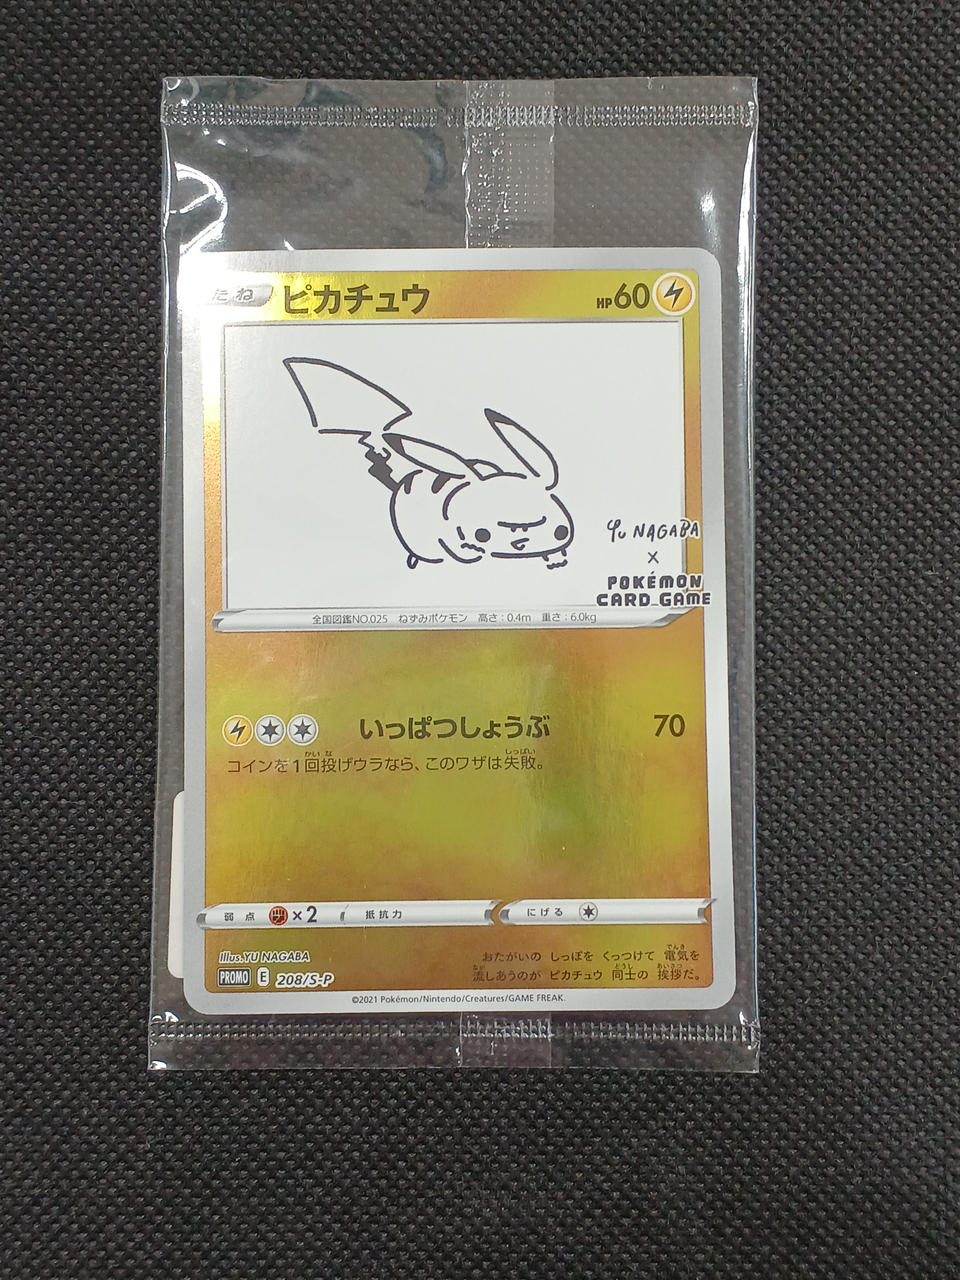 たね ピカチュウ HP60
Yu NAGABA
×
POKÉMON
CARD GAME
全国図鑑NO.025 ねずみポケモン 高さ:0.4m 重さ:6.0kg
いっぱつしょうぶ 70
コインを1回投げウラなら、このワザは失敗。
弱点 ×2 抵抗力 にげる
illus.YU NAGABA
PROMO E 208/S-P
おたがいの しっぽを くっつけて 電気を
流しあうのが ピカチュウ 同士の 挨拶だ。
©2021 Pokémon/Nintendo/Creatures/GAME FREAK.